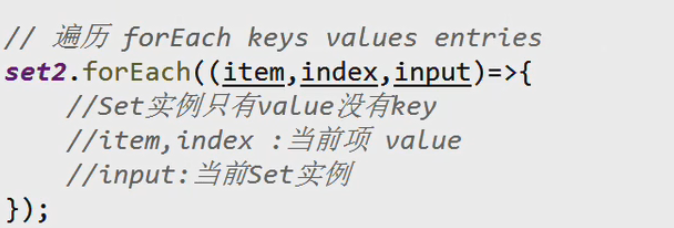 // 遍历 forEach keys values entries
set2.forEach((item,index,input)=>{
//Set实例只有value没有key
//item,index :当前项 value
//input:当前Set实例
});